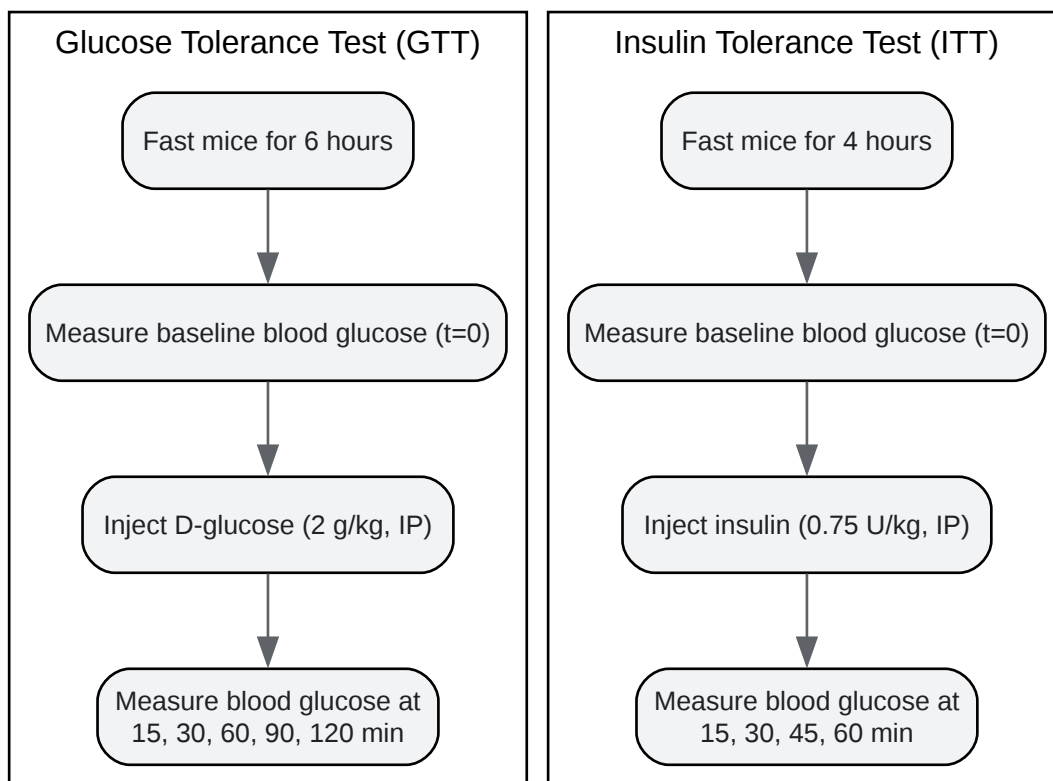 Glucose Tolerance Test (GTT)
Fast mice for 6 hours
Measure baseline blood glucose (t=0)
Inject D-glucose (2 g/kg, IP)
Measure blood glucose at
15, 30, 60, 90, 120 min
Insulin Tolerance Test (ITT)
Fast mice for 4 hours
Measure baseline blood glucose (t=0)
Inject insulin (0.75 U/kg, IP)
Measure blood glucose at
15, 30, 45, 60 min